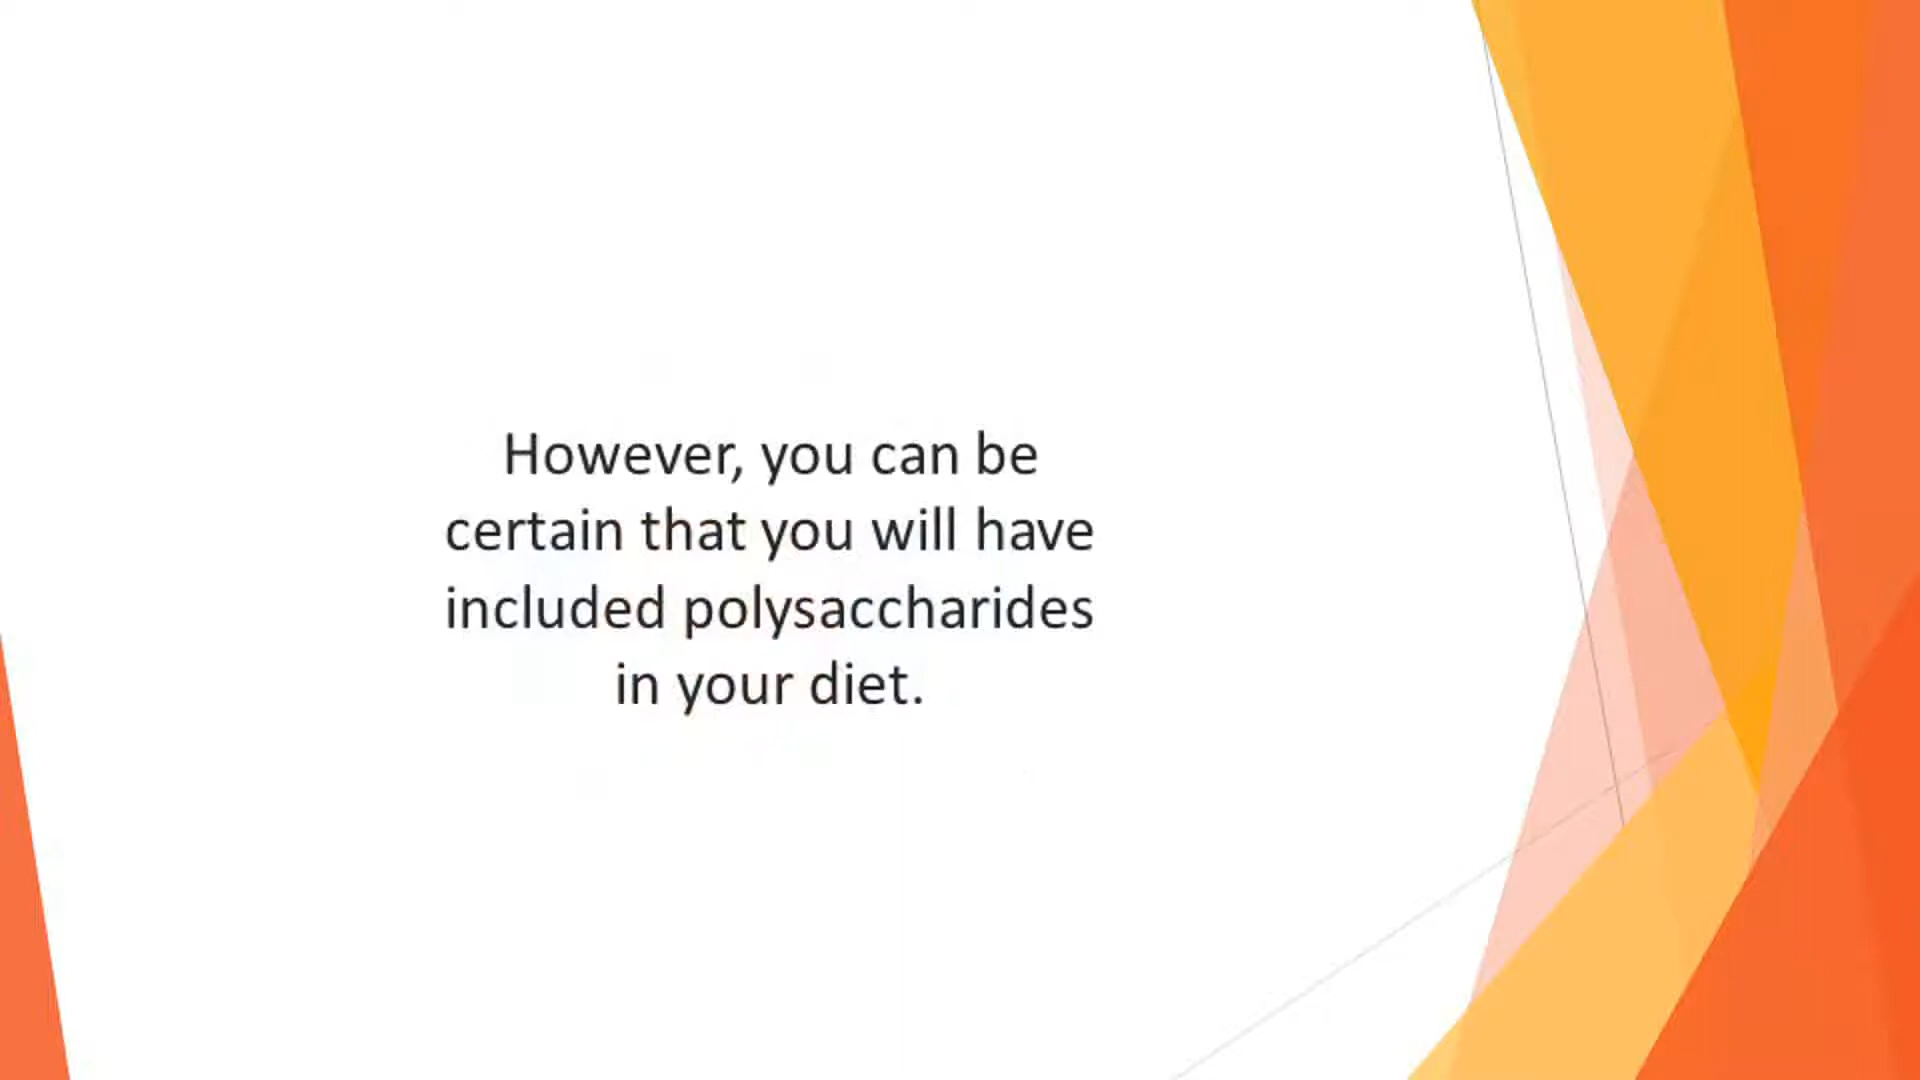 However, you can be
certain that you will have
included polysaccharides
in your diet.